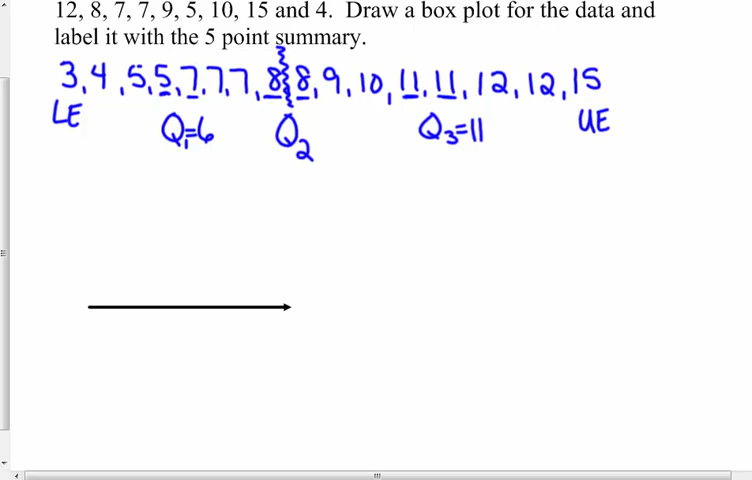 12, 8, 7, 7, 9, 5, 10, 15 and 4.  Draw a box plot for the data and
label it with the 5 point summary.
3, 4, 5, 5, 7, 7, 7, 8, 8, 9, 10, 11, 11, 12, 12, 15
LE Q1=6 Q2 Q3=11 UE